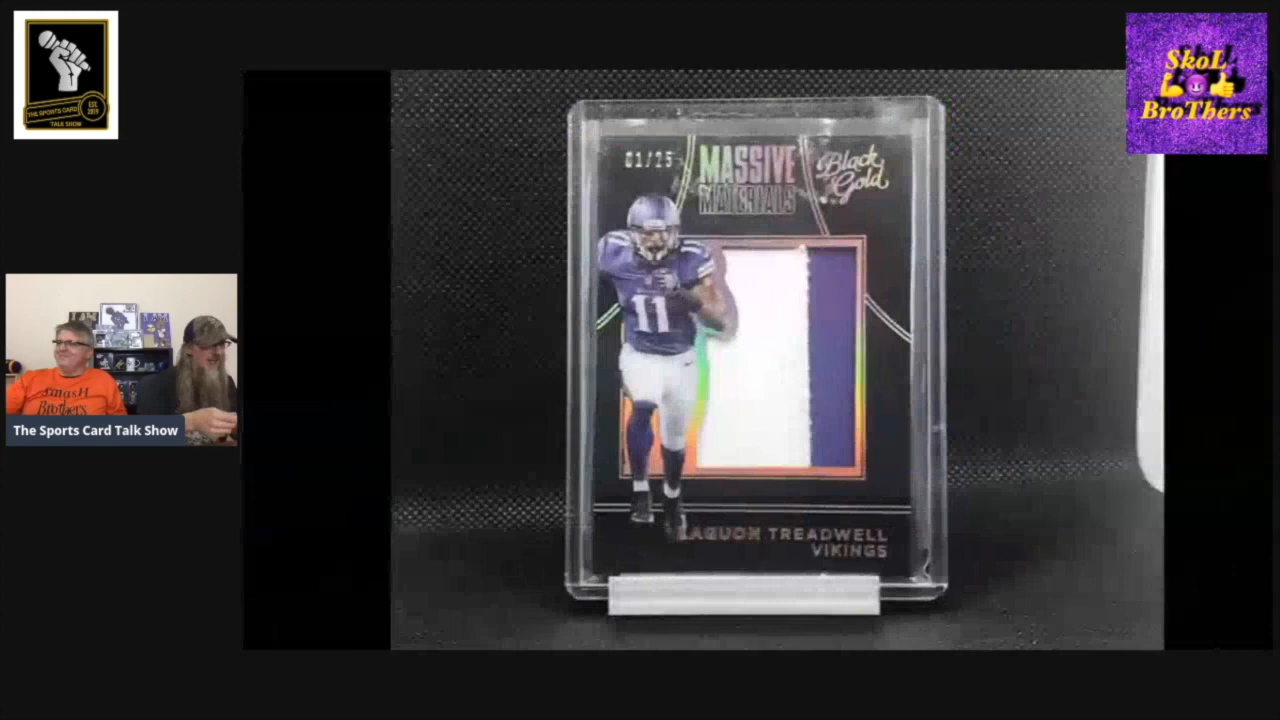 THE SPORTS CARD
TALK SHOW
EST.
2019
SkoL
BroThers
01/25
MASSIVE
MATERIALS
Black
Gold
11
LAQUON TREADWELL
VIKINGS
SmasH
Brothers
The Sports Card Talk Show